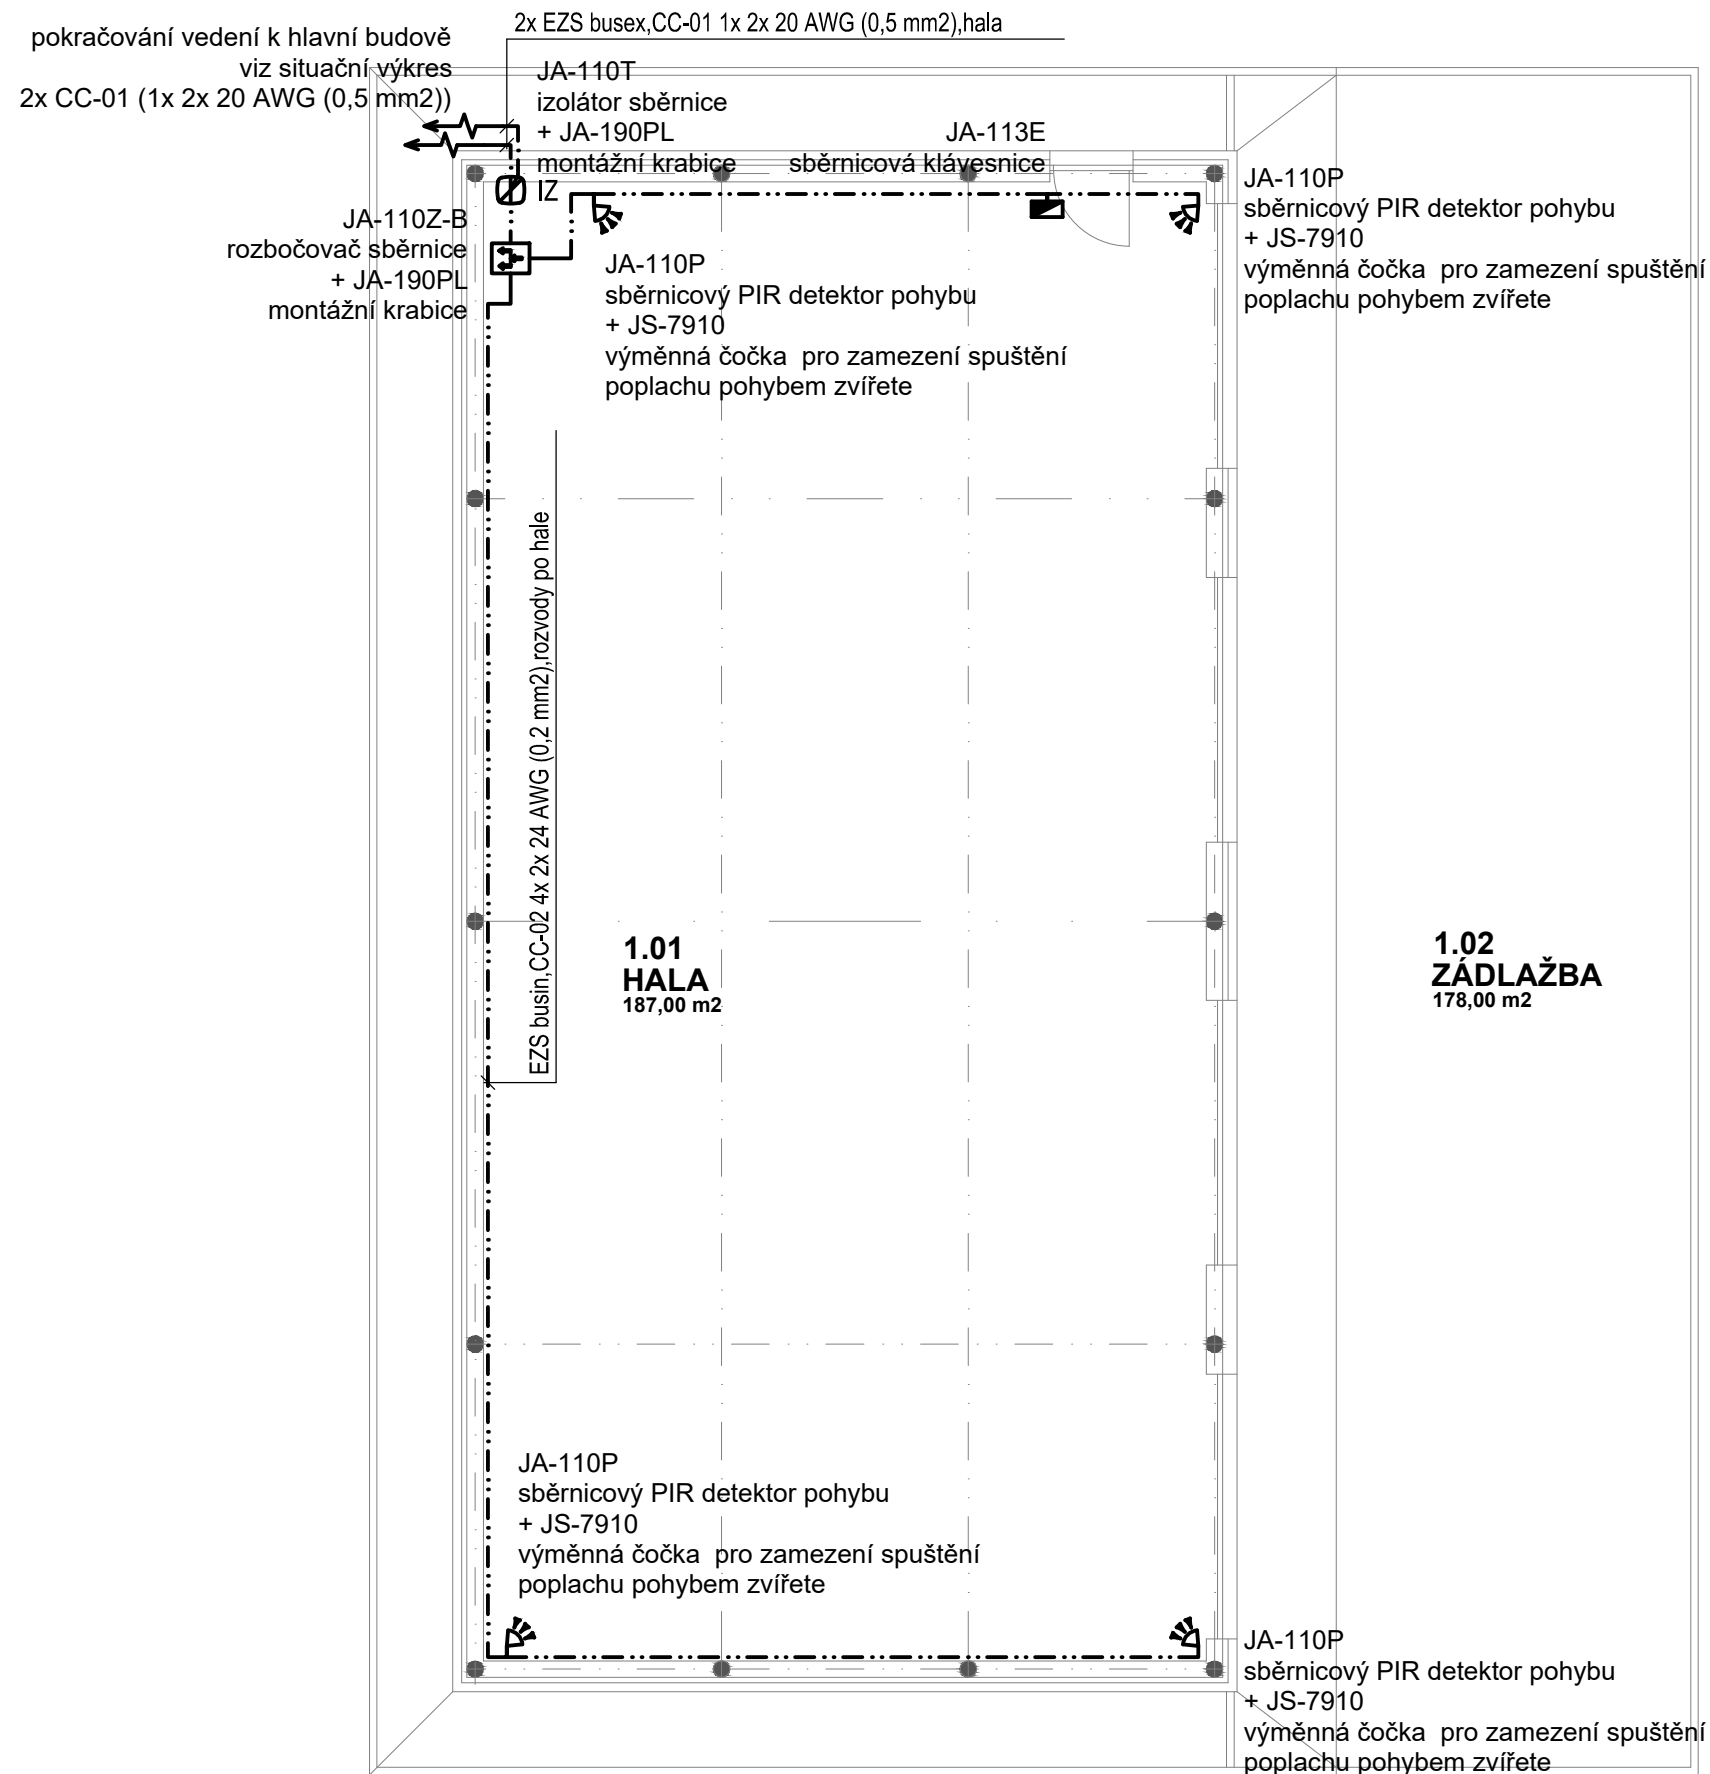 2x EZS busex,CC-01 1x 2x 20 AWG (0,5 mm2),hala
pokračování vedení k hlavní budově
viz situační výkres
2x CC-01 (1x 2x 20 AWG (0,5 mm2))
JA-110T
izolátor sběrnice
+ JA-190PL
montážní krabice
JA-113E
sběrnicová klávesnice
IZ
JA-110Z-B
rozbočovač sběrnice
+ JA-190PL
montážní krabice
JA-110P
sběrnicový PIR detektor pohybu
+ JS-7910
výměnná čočka  pro zamezení spuštění
poplachu pohybem zvířete
JA-110P
sběrnicový PIR detektor pohybu
+ JS-7910
výměnná čočka  pro zamezení spuštění
poplachu pohybem zvířete
EZS busin,CC-02 4x 2x 24 AWG (0,2 mm2),rozvody po hale
1.01
HALA
187,00 m2
1.02
ZÁDLAŽBA
178,00 m2
JA-110P
sběrnicový PIR detektor pohybu
+ JS-7910
výměnná čočka  pro zamezení spuštění
poplachu pohybem zvířete
JA-110P
sběrnicový PIR detektor pohybu
+ JS-7910
výměnná čočka  pro zamezení spuštění
poplachu pohybem zvířete